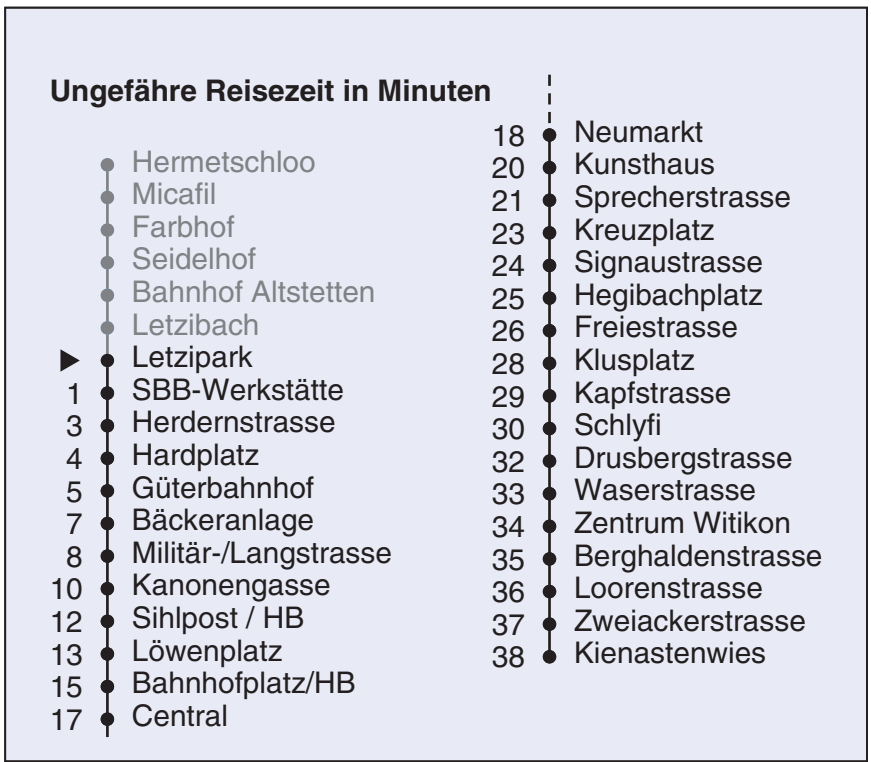 Ungefähre Reisezeit in Minuten
Hermetschloo
Micafil
Farbhof
Seidelhof
Bahnhof Altstetten
Letzibach
Letzipark
1 SBB-Werkstätte
3 Herdernstrasse
4 Hardplatz
5 Güterbahnhof
7 Bäckeranlage
8 Militär-/Langstrasse
10 Kanonengasse
12 Sihlpost / HB
13 Löwenplatz
15 Bahnhofplatz/HB
17 Central
18 Neumarkt
20 Kunsthaus
21 Sprecherstrasse
23 Kreuzplatz
24 Signaustrasse
25 Hegibachplatz
26 Freiestrasse
28 Klusplatz
29 Kapfstrasse
30 Schlyfi
32 Drusbergstrasse
33 Waserstrasse
34 Zentrum Witikon
35 Berghaldenstrasse
36 Loorenstrasse
37 Zweiackerstrasse
38 Kienastenwies